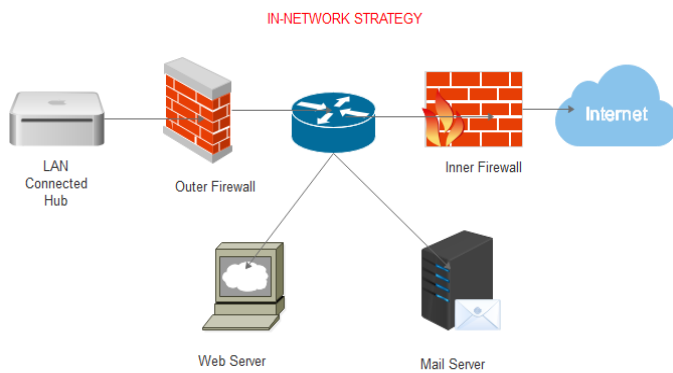 IN-NETWORK STRATEGY
Internet
LAN
Connected
Hub
Outer Firewall
Inner Firewall
Web Server
Mail Server